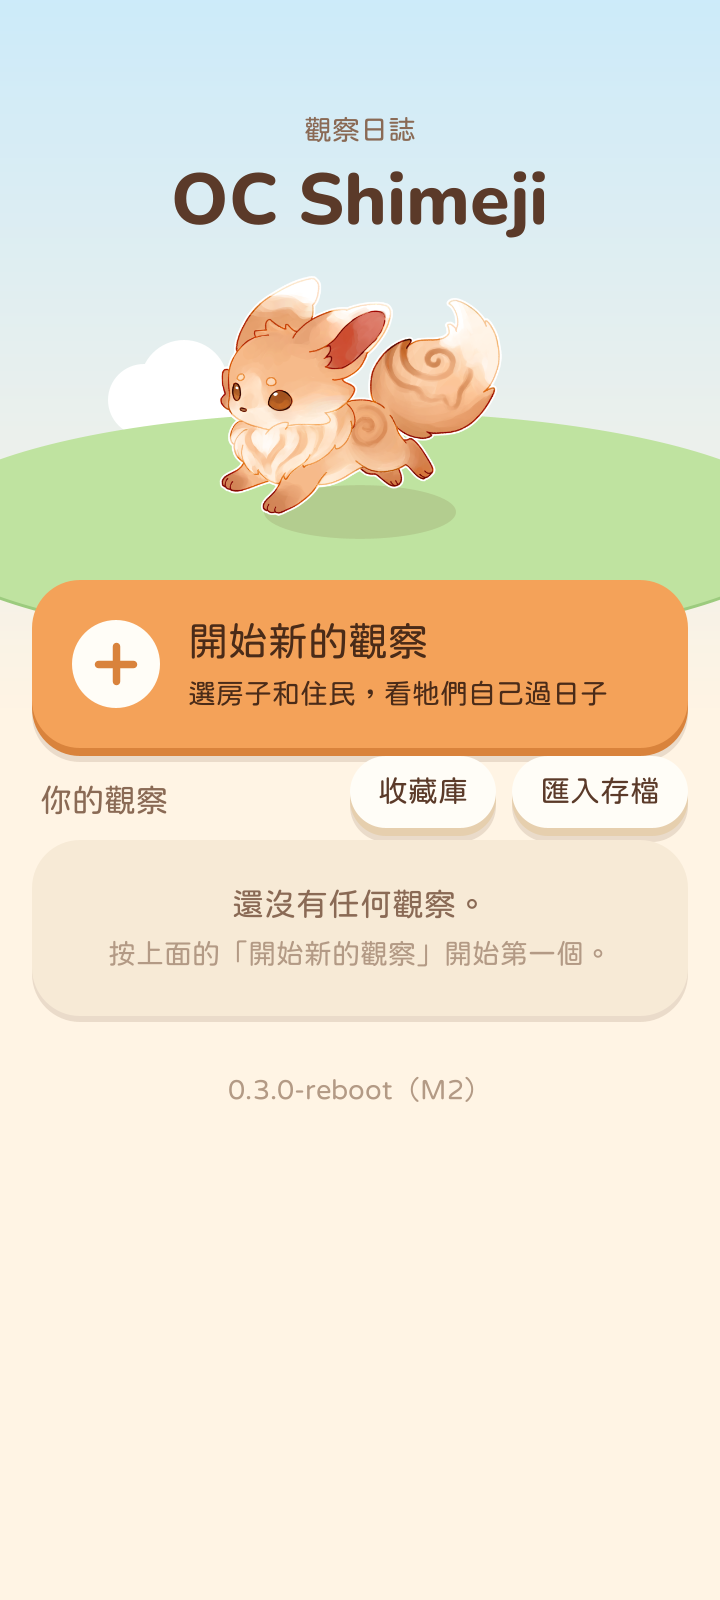 觀察日誌
OC Shimeji
開始新的觀察
選房子和住民，看牠們自己過日子
你的觀察
收藏庫
匯入存檔
還沒有任何觀察。
按上面的「開始新的觀察」開始第一個。
0.3.0-reboot（M2）